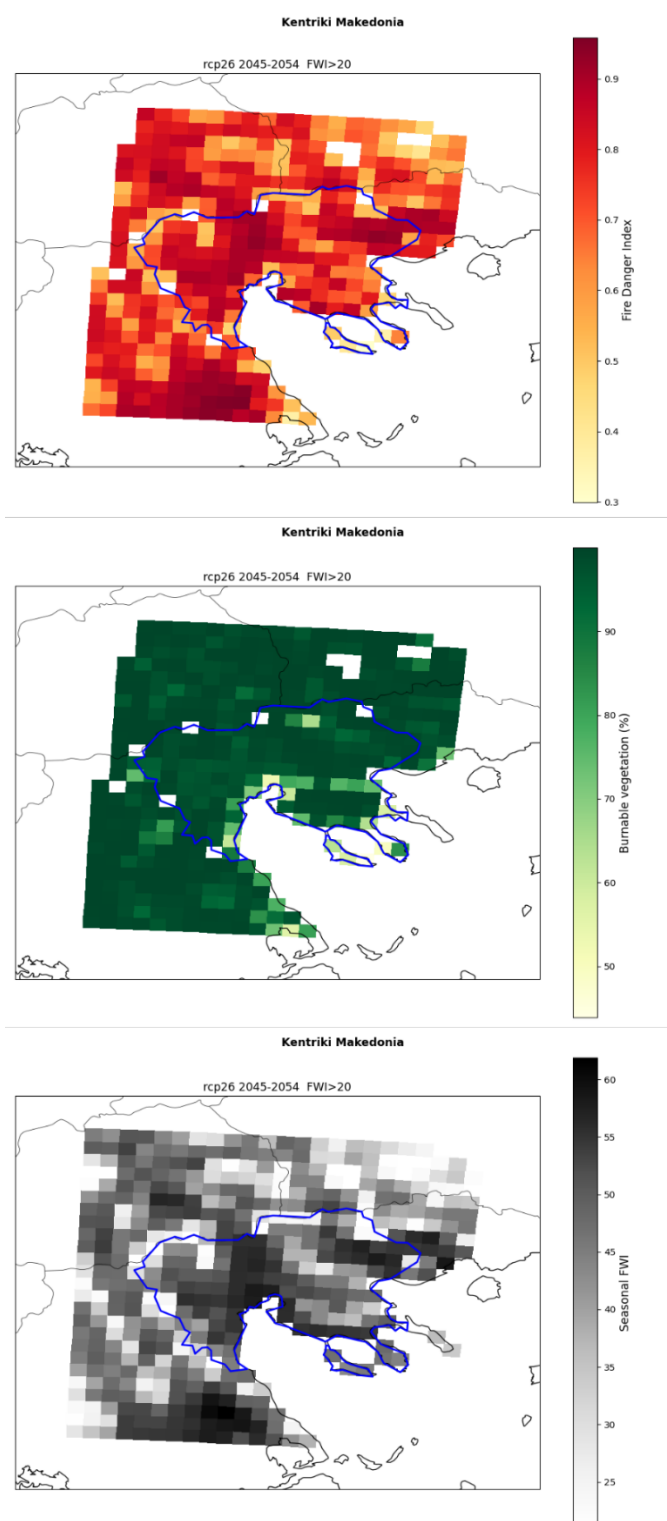 Kentriki Makedonia
rcp26 2045-2054 FWI>20
0.9
0.8
0.7
0.6
0.5
0.4
0.3
Fire Danger Index
Kentriki Makedonia
rcp26 2045-2054 FWI>20
90
80
70
60
50
Burnable vegetation (%)
Kentriki Makedonia
rcp26 2045-2054 FWI>20
60
55
50
45
40
35
30
25
Seasonal FWI